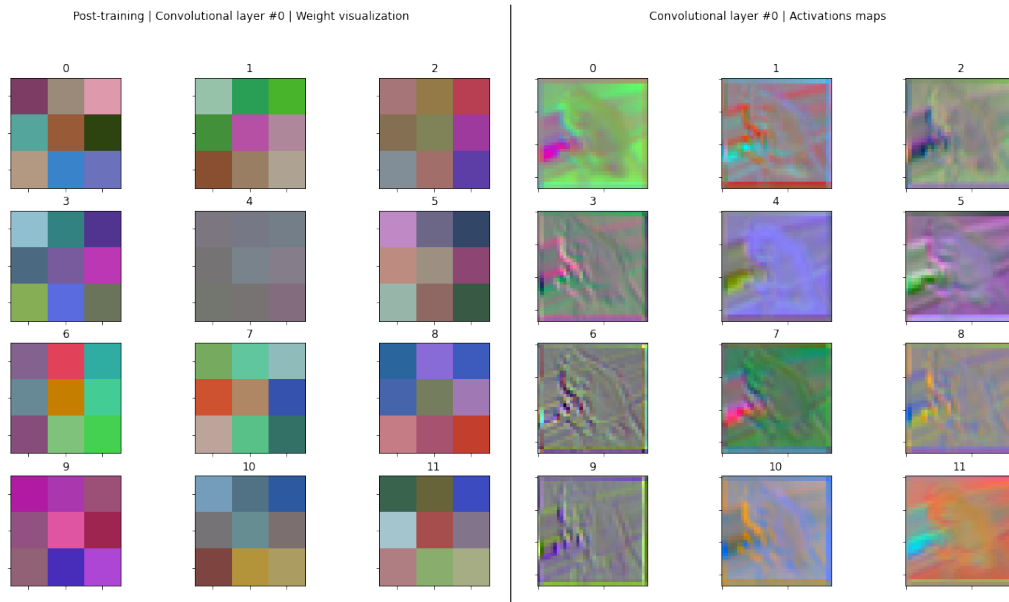 Post-training | Convolutional layer #0 | Weight visualization
0 1 2
3 4 5
6 7 8
9 10 11
Convolutional layer #0 | Activations maps
0 1 2
3 4 5
6 7 8
9 10 11